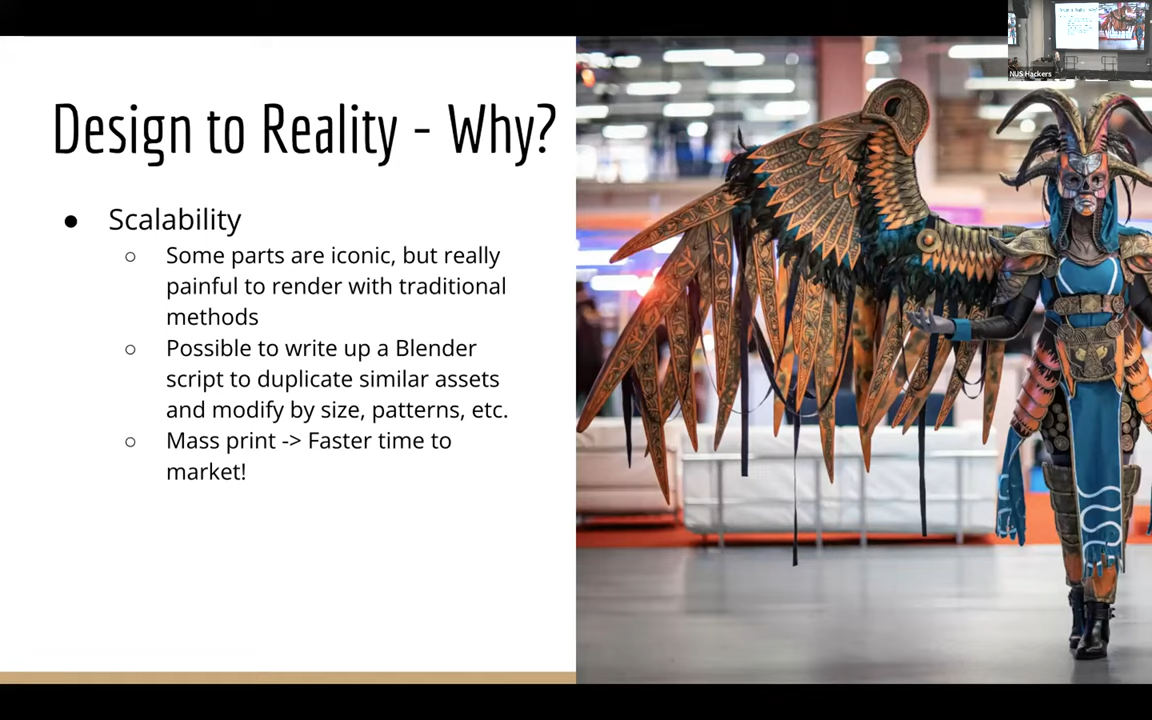 NUS Hackers
Design to Reality - Why?
● Scalability
○ Some parts are iconic, but really
painful to render with traditional
methods
○ Possible to write up a Blender
script to duplicate similar assets
and modify by size, patterns, etc.
○ Mass print -> Faster time to
market!